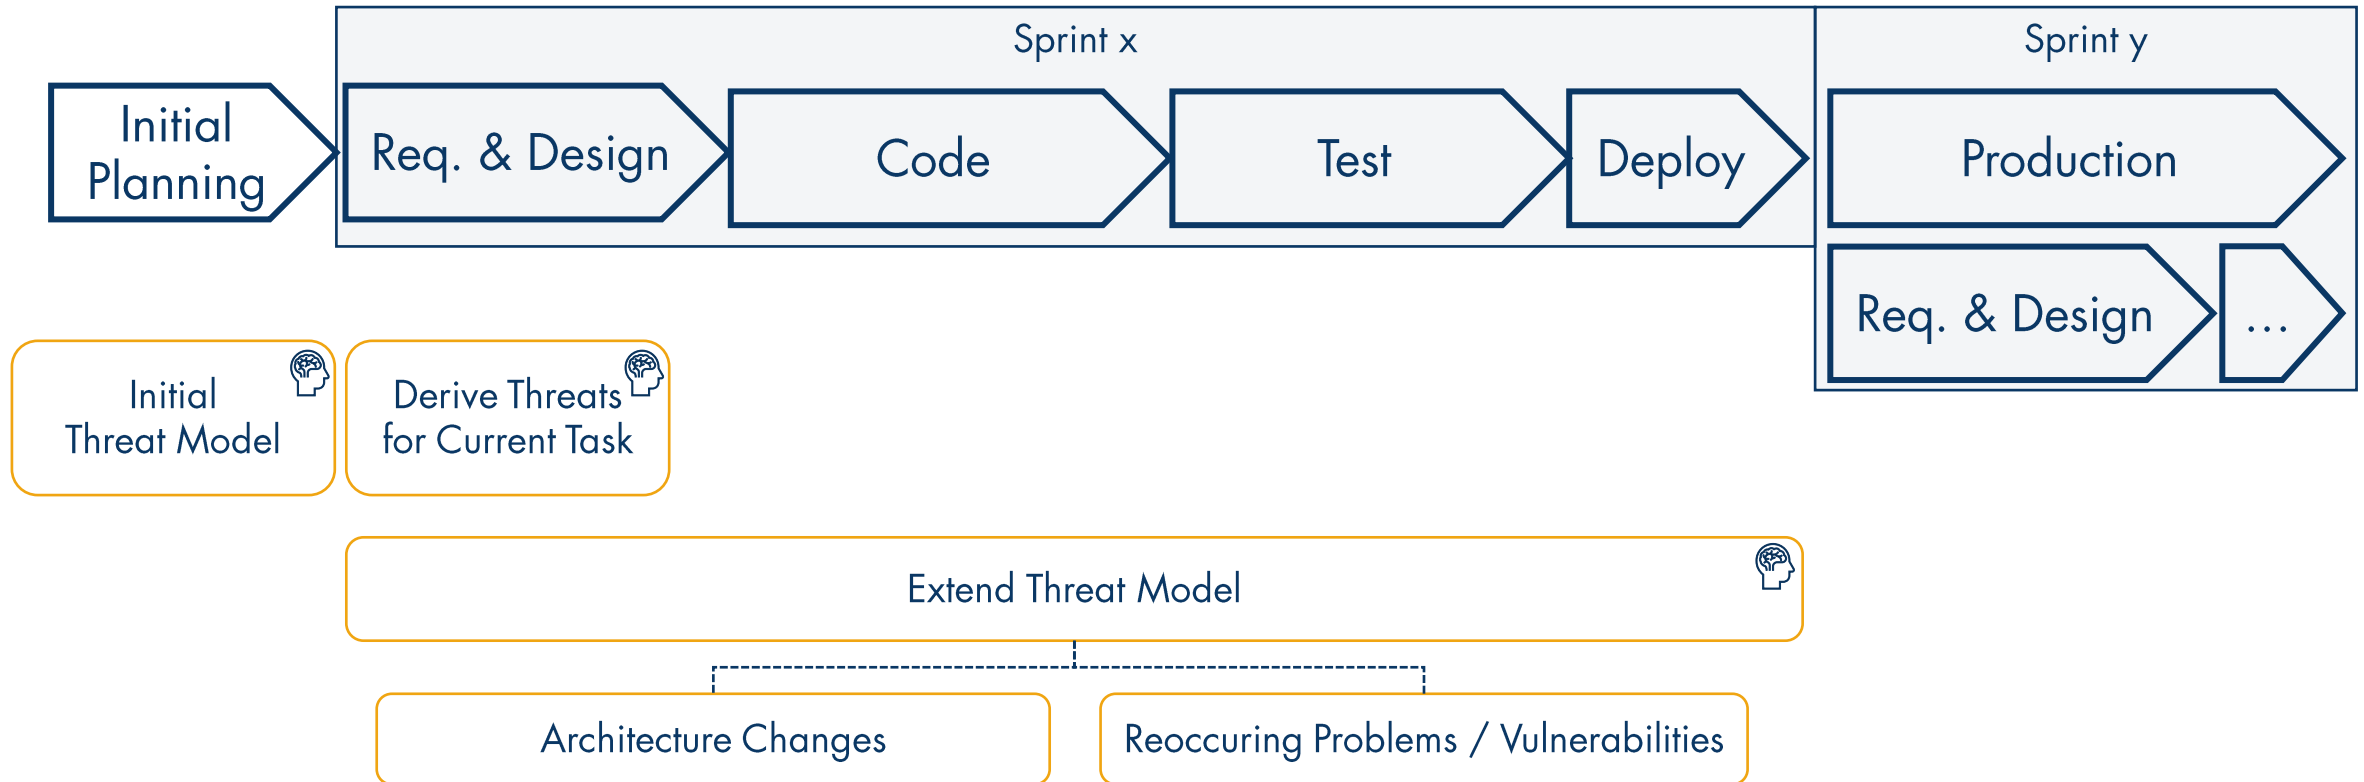 Sprint x
Sprint y
Initial
Planning
Req. & Design
Code
Test
Deploy
Production
Req. & Design
...
Initial
Threat Model
Derive Threats
for Current Task
Extend Threat Model
Architecture Changes
Reoccuring Problems / Vulnerabilities